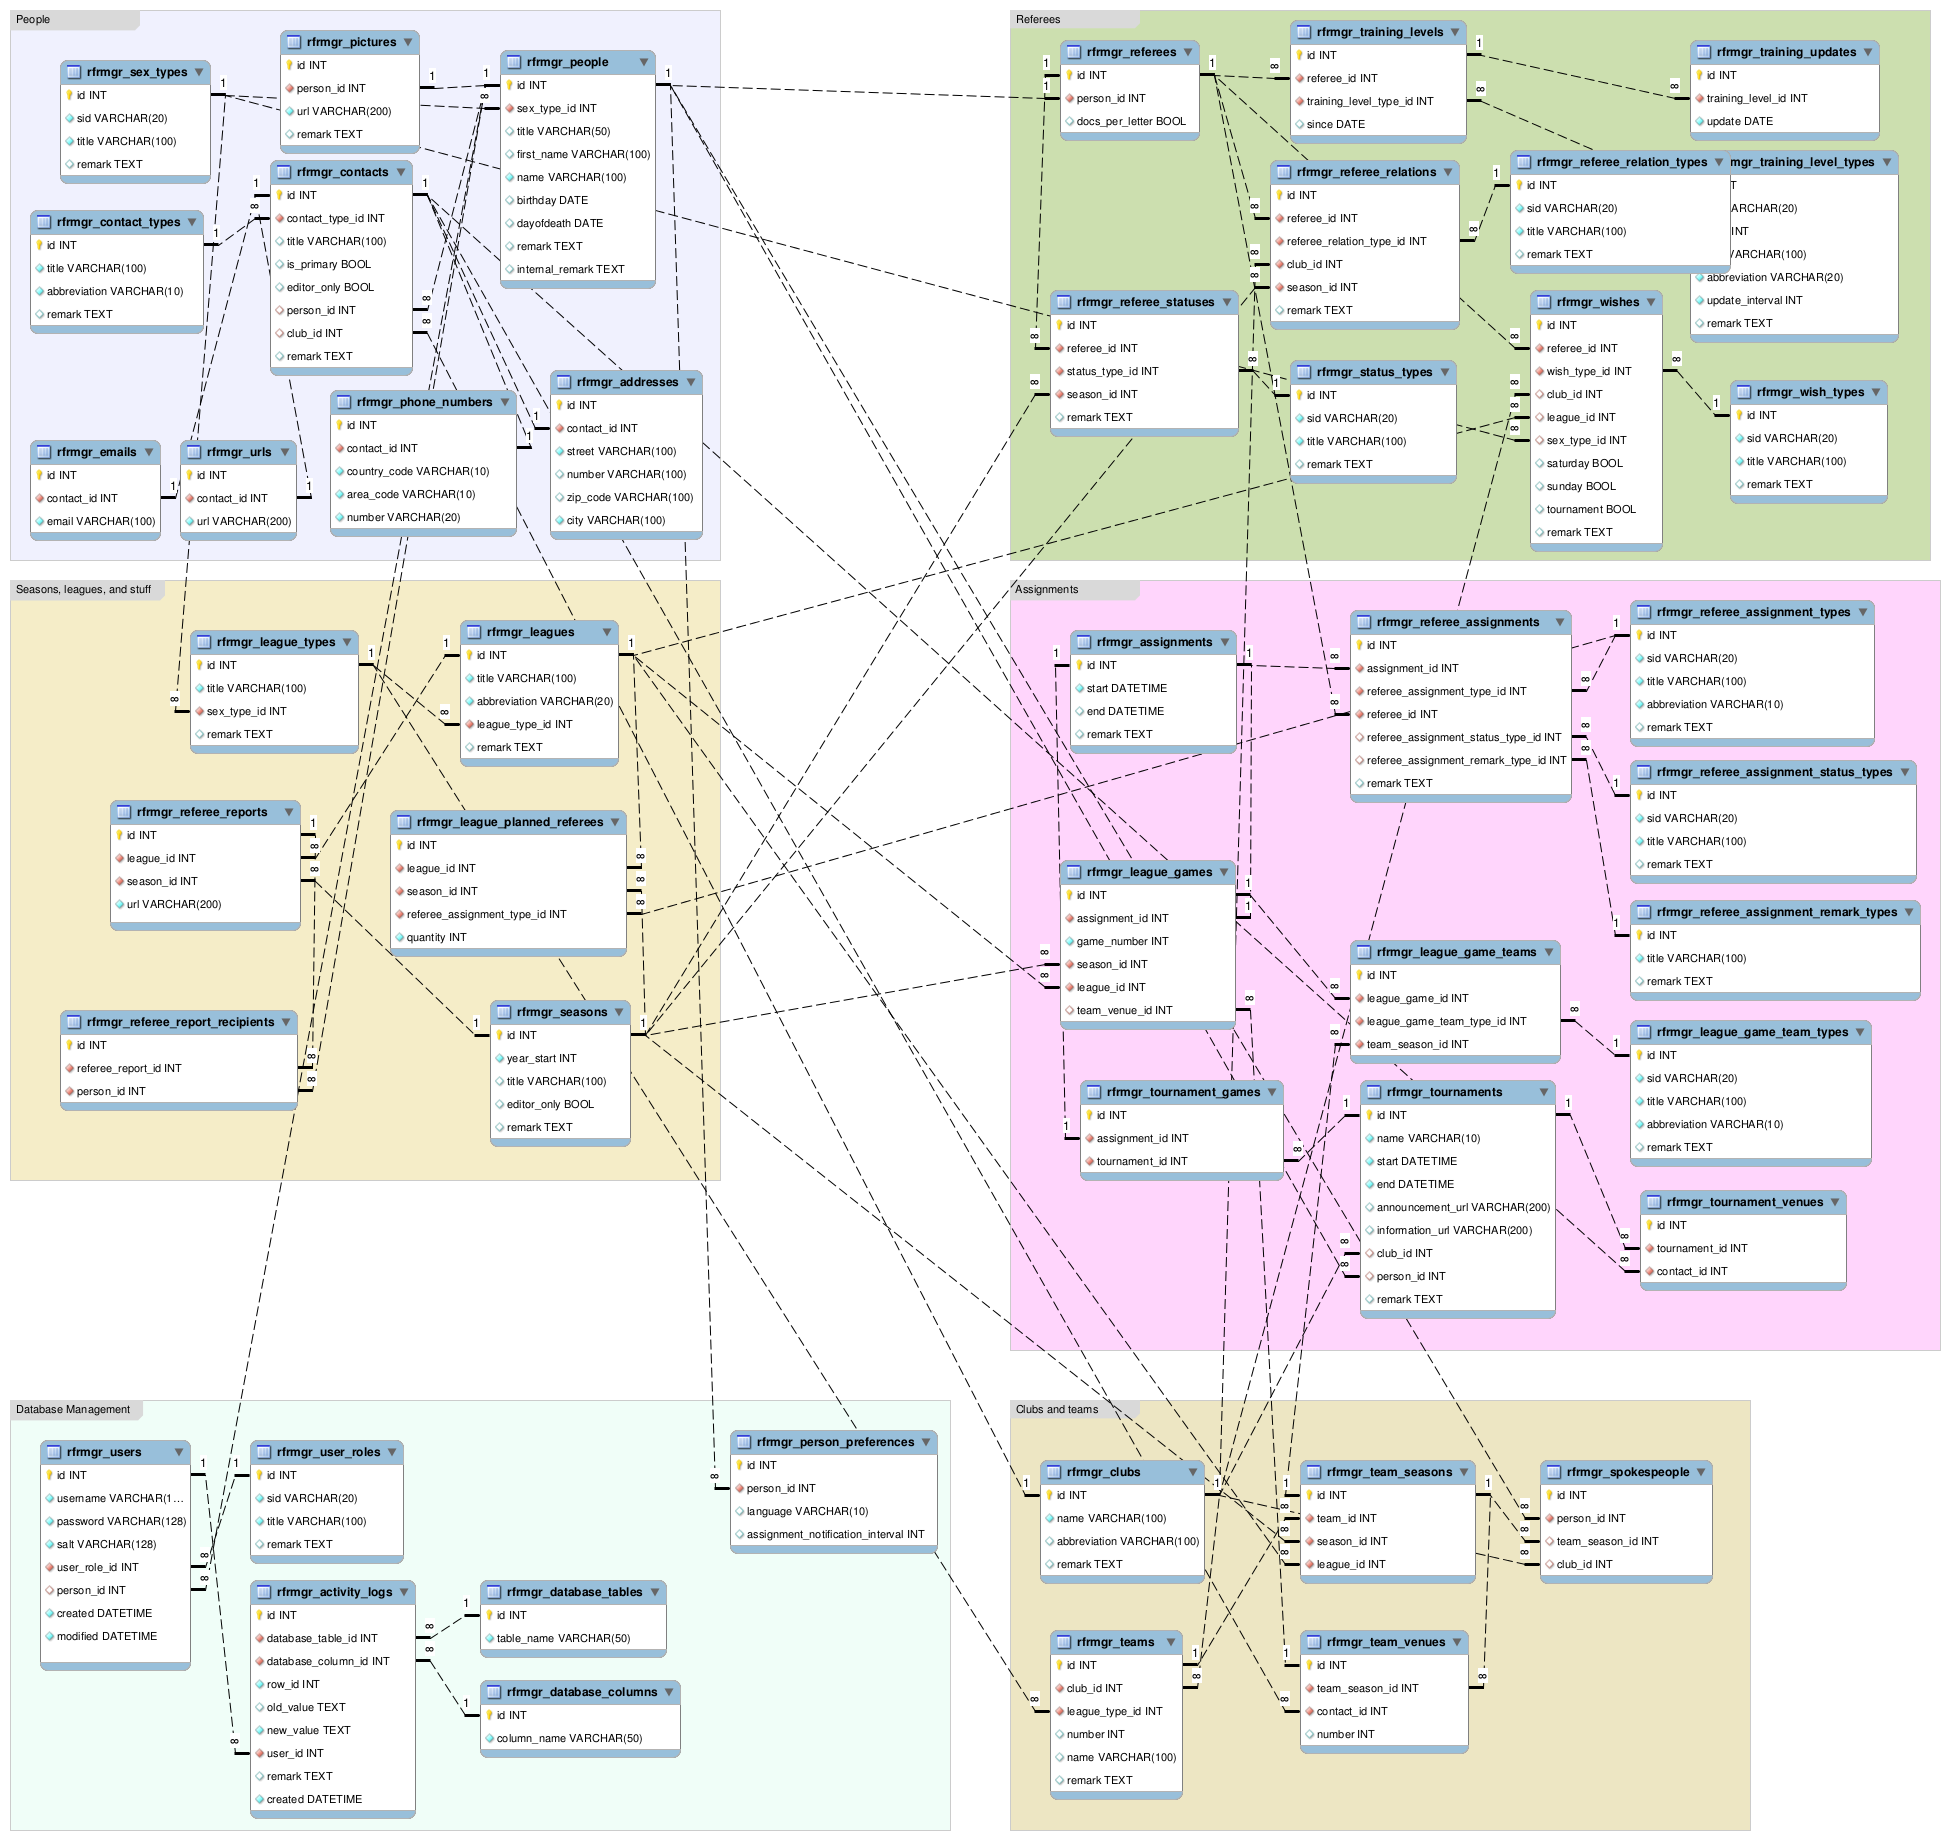 People
rfrmgr_sex_types
id INT
sid VARCHAR(20)
title VARCHAR(100)
remark TEXT
rfrmgr_pictures
id INT
person_id INT
url VARCHAR(200)
remark TEXT
rfrmgr_people
id INT
sex_type_id INT
title VARCHAR(50)
first_name VARCHAR(100)
name VARCHAR(100)
birthday DATE
dayofdeath DATE
remark TEXT
internal_remark TEXT
rfrmgr_contact_types
id INT
title VARCHAR(100)
abbreviation VARCHAR(10)
remark TEXT
rfrmgr_contacts
id INT
contact_type_id INT
title VARCHAR(100)
is_primary BOOL
editor_only BOOL
person_id INT
club_id INT
remark TEXT
rfrmgr_emails
id INT
contact_id INT
email VARCHAR(100)
rfrmgr_urls
id INT
contact_id INT
url VARCHAR(200)
rfrmgr_phone_numbers
id INT
contact_id INT
country_code VARCHAR(10)
area_code VARCHAR(10)
number VARCHAR(20)
rfrmgr_addresses
id INT
contact_id INT
street VARCHAR(100)
number VARCHAR(100)
zip_code VARCHAR(100)
city VARCHAR(100)
Referees
rfrmgr_referees
id INT
person_id INT
docs_per_letter BOOL
rfrmgr_training_levels
id INT
referee_id INT
training_level_type_id INT
since DATE
rfrmgr_training_updates
id INT
training_level_id INT
update DATE
rfrmgr_referee_relations
id INT
referee_id INT
referee_relation_type_id INT
club_id INT
season_id INT
remark TEXT
rfrmgr_referee_relation_types
id INT
sid VARCHAR(20)
title VARCHAR(100)
remark TEXT
mgr_training_level_types
T
ARCHAR(20)
INT
VARCHAR(100)
abbreviation VARCHAR(20)
update_interval INT
remark TEXT
rfrmgr_referee_statuses
id INT
referee_id INT
status_type_id INT
season_id INT
remark TEXT
rfrmgr_status_types
id INT
sid VARCHAR(20)
title VARCHAR(100)
remark TEXT
rfrmgr_wishes
id INT
referee_id INT
wish_type_id INT
club_id INT
league_id INT
sex_type_id INT
saturday BOOL
sunday BOOL
tournament BOOL
remark TEXT
rfrmgr_wish_types
id INT
sid VARCHAR(20)
title VARCHAR(100)
remark TEXT
Seasons, leagues, and stuff
rfrmgr_league_types
id INT
title VARCHAR(100)
sex_type_id INT
remark TEXT
rfrmgr_leagues
id INT
title VARCHAR(100)
abbreviation VARCHAR(20)
league_type_id INT
remark TEXT
rfrmgr_referee_reports
id INT
league_id INT
season_id INT
url VARCHAR(200)
rfrmgr_league_planned_referees
id INT
league_id INT
season_id INT
referee_assignment_type_id INT
quantity INT
rfrmgr_referee_report_recipients
id INT
referee_report_id INT
person_id INT
rfrmgr_seasons
id INT
year_start INT
title VARCHAR(100)
editor_only BOOL
remark TEXT
Assignments
rfrmgr_assignments
id INT
start DATETIME
end DATETIME
remark TEXT
rfrmgr_referee_assignments
id INT
assignment_id INT
referee_assignment_type_id INT
referee_id INT
referee_assignment_status_type_id INT
referee_assignment_remark_type_id INT
remark TEXT
rfrmgr_referee_assignment_types
id INT
sid VARCHAR(20)
title VARCHAR(100)
abbreviation VARCHAR(10)
remark TEXT
rfrmgr_referee_assignment_status_types
id INT
sid VARCHAR(20)
title VARCHAR(100)
remark TEXT
rfrmgr_league_games
id INT
assignment_id INT
game_number INT
season_id INT
league_id INT
team_venue_id INT
rfrmgr_referee_assignment_remark_types
id INT
title VARCHAR(100)
remark TEXT
rfrmgr_league_game_teams
id INT
league_game_id INT
league_game_team_type_id INT
team_season_id INT
rfrmgr_league_game_team_types
id INT
sid VARCHAR(20)
title VARCHAR(100)
abbreviation VARCHAR(10)
remark TEXT
rfrmgr_tournament_games
id INT
assignment_id INT
tournament_id INT
rfrmgr_tournaments
id INT
name VARCHAR(10)
start DATETIME
end DATETIME
announcement_url VARCHAR(200)
information_url VARCHAR(200)
club_id INT
person_id INT
remark TEXT
rfrmgr_tournament_venues
id INT
tournament_id INT
contact_id INT
Database Management
rfrmgr_users
id INT
username VARCHAR(1...
password VARCHAR(128)
salt VARCHAR(128)
user_role_id INT
person_id INT
created DATETIME
modified DATETIME
rfrmgr_user_roles
id INT
sid VARCHAR(20)
title VARCHAR(100)
remark TEXT
rfrmgr_person_preferences
id INT
person_id INT
language VARCHAR(10)
assignment_notification_interval INT
rfrmgr_activity_logs
id INT
database_table_id INT
database_column_id INT
row_id INT
old_value TEXT
new_value TEXT
user_id INT
remark TEXT
created DATETIME
rfrmgr_database_tables
id INT
table_name VARCHAR(50)
rfrmgr_database_columns
id INT
column_name VARCHAR(50)
Clubs and teams
rfrmgr_clubs
id INT
name VARCHAR(100)
abbreviation VARCHAR(100)
remark TEXT
rfrmgr_team_seasons
id INT
team_id INT
season_id INT
league_id INT
rfrmgr_spokespeople
id INT
person_id INT
team_season_id INT
club_id INT
rfrmgr_teams
id INT
club_id INT
league_type_id INT
number INT
name VARCHAR(100)
remark TEXT
rfrmgr_team_venues
id INT
team_season_id INT
contact_id INT
number INT